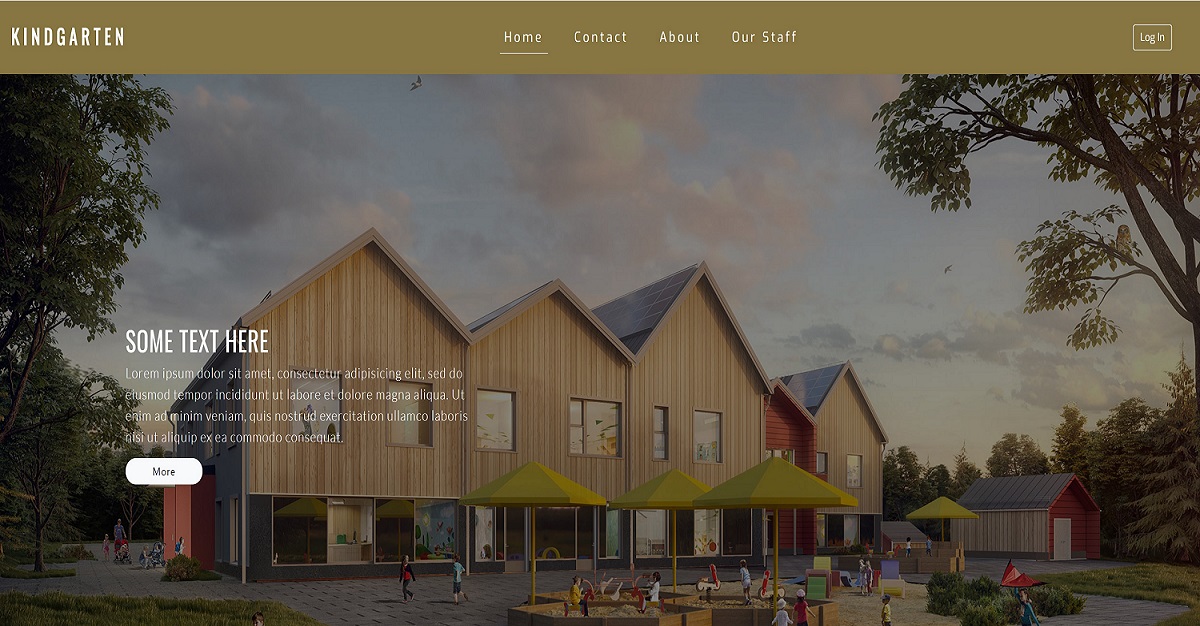 KINDGARTEN
Home Contact About Our Staff
Log In
SOME TEXT HERE
Lorem ipsum dolor sit amet, consectetur adipisicing elit, sed do
eiusmod tempor incididunt ut labore et dolore magna aliqua. Ut
enim ad minim veniam, quis nostrud exercitation ullamco laboris
nisi ut aliquip ex ea commodo consequat.
More